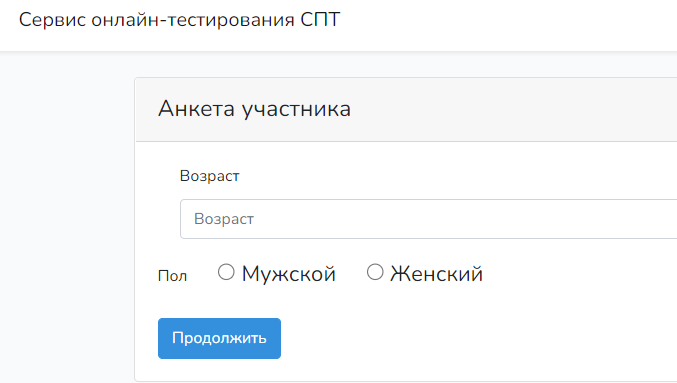 Сервис онлайн-тестирования СПТ
Анкета участника
Возраст
Возраст
Пол Мужской Женский
Продолжить